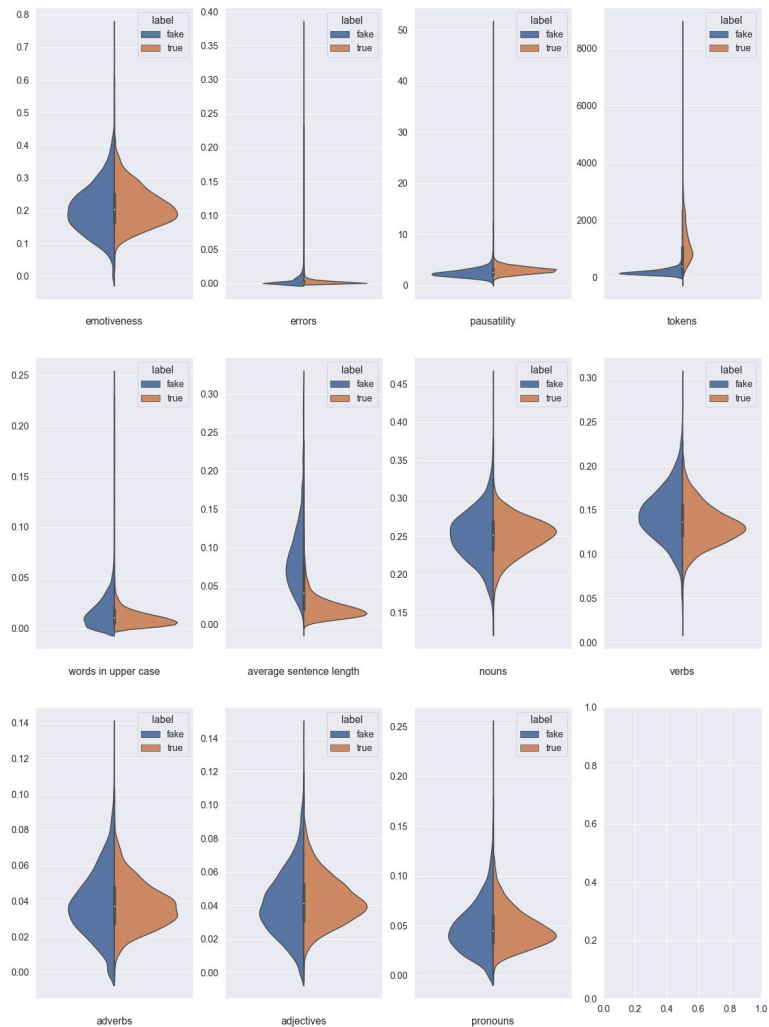 label
fake
true
0.8
0.7
0.6
0.5
0.4
0.3
0.2
0.1
0.0
emotiveness
label
fake
true
0.40
0.35
0.30
0.25
0.20
0.15
0.10
0.05
0.00
errors
label
fake
true
50
40
30
20
10
0
pausatility
label
fake
true
8000
6000
4000
2000
0
tokens
label
fake
true
0.25
0.20
0.15
0.10
0.05
0.00
words in upper case
label
fake
true
0.30
0.25
0.20
0.15
0.10
0.05
0.00
average sentence length
label
fake
true
0.45
0.40
0.35
0.30
0.25
0.20
0.15
nouns
label
fake
true
0.30
0.25
0.20
0.15
0.10
0.05
0.00
verbs
label
fake
true
0.14
0.12
0.10
0.08
0.06
0.04
0.02
0.00
adverbs
label
fake
true
0.14
0.12
0.10
0.08
0.06
0.04
0.02
0.00
adjectives
label
fake
true
0.25
0.20
0.15
0.10
0.05
0.00
pronouns
1.0
0.8
0.6
0.4
0.2
0.0
0.0 0.2 0.4 0.6 0.8 1.0